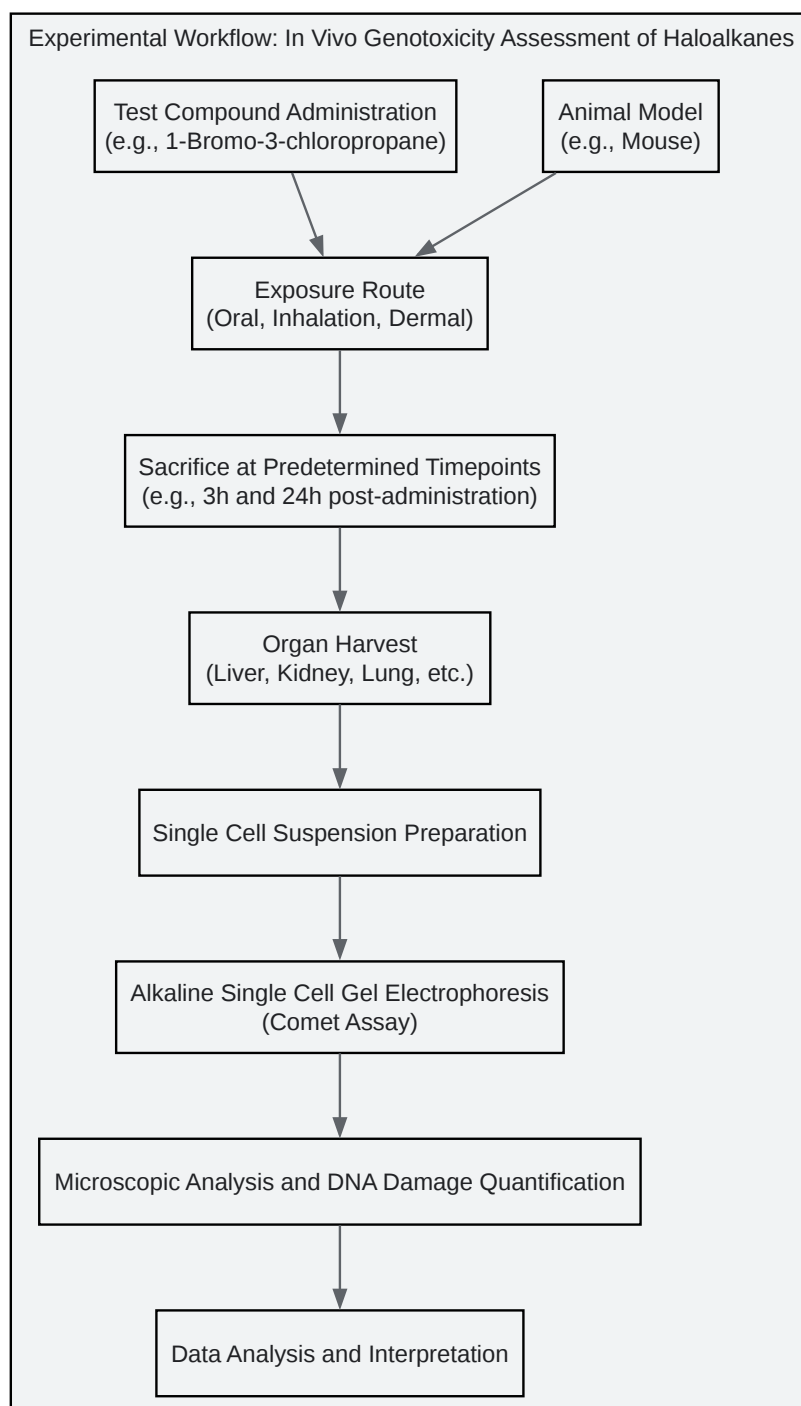 Experimental Workflow: In Vivo Genotoxicity Assessment of Haloalkanes
Test Compound Administration
(e.g., 1-Bromo-3-chloropropane)
Animal Model
(e.g., Mouse)
Exposure Route
(Oral, Inhalation, Dermal)
Sacrifice at Predetermined Timepoints
(e.g., 3h and 24h post-administration)
Organ Harvest
(Liver, Kidney, Lung, etc.)
Single Cell Suspension Preparation
Alkaline Single Cell Gel Electrophoresis
(Comet Assay)
Microscopic Analysis and DNA Damage Quantification
Data Analysis and Interpretation